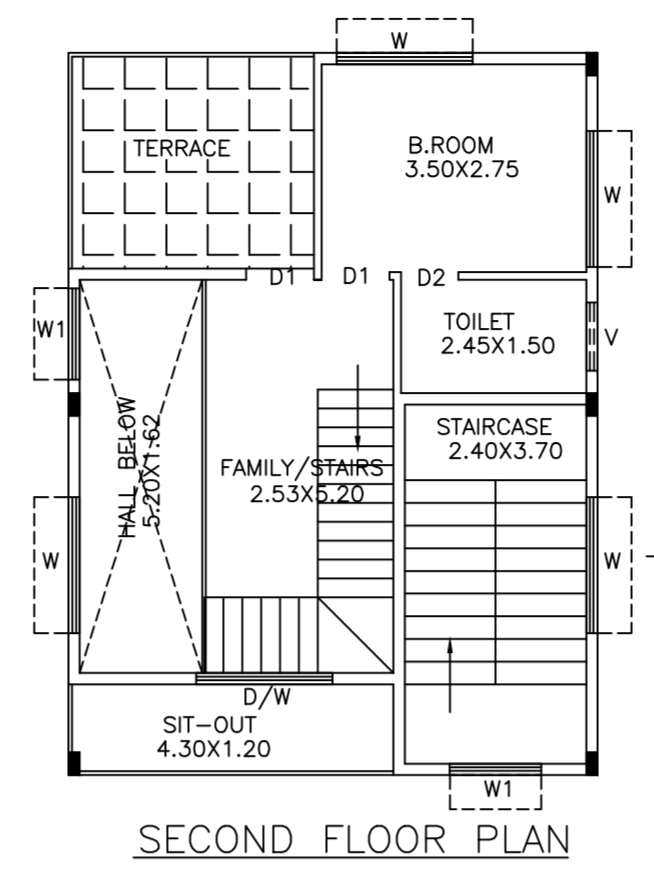 W
TERRACE
B.ROOM
3.50X2.75
W
D1
D1
D2
W1
TOILET
2.45X1.50
V
HALL BELOW
5.20X1.62
STAIRCASE
2.40X3.70
FAMILY/STAIRS
2.53X5.20
W
W
D/W
SIT-OUT
4.30X1.20
W1
SECOND FLOOR PLAN